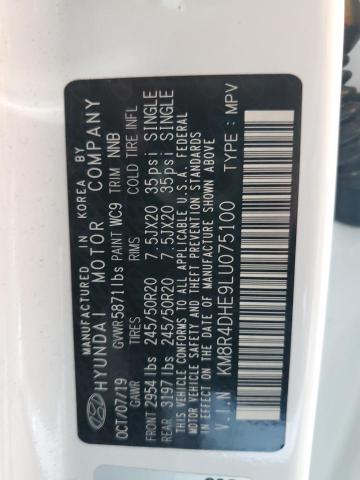 MANUFACTURED IN KOREA BY
HYUNDAI MOTOR COMPANY
OCT/07/19 GVWR 5871lbs PAINT WC9 TRIM NNB
GAWR TIRES RIMS COLD TIRE INFL
FRONT 2954 lbs 245/50R20 7.5JX20 35psi SINGLE
REAR 3197 lbs 245/50R20 7.5JX20 35psi SINGLE
THIS VEHICLE CONFORMS TO ALL APPLICABLE U.S.A. FEDERAL
MOTOR VEHICLE SAFETY, BUMPER, AND THEFT PREVENTION STANDARDS
IN EFFECT ON THE DATE OF MANUFACTURE SHOWN ABOVE.
V.I.N KM8R4DHE9LU075100 TYPE : MPV